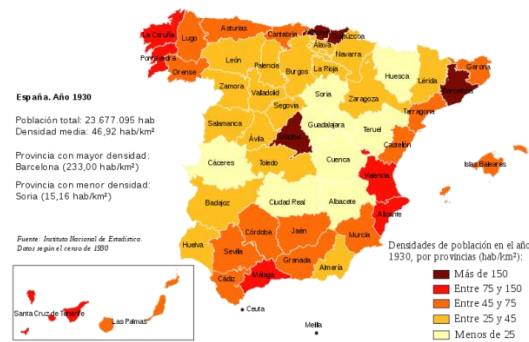 La Coruña
Lugo
Asturias
Cantabria
Guipúzcoa
Álava
Navarra
Pontevedra
Orense
León
Palencia
Burgos
La Rioja
Huesca
Lérida
Gerona
Barcelona
Zamora
Valladolid
Soria
Zaragoza
Tarragona
España. Año 1930
Población total: 23 677.095 hab
Densidad media: 46,92 hab/km²
Provincia con mayor densidad:
Barcelona (233,00 hab/km²)
Provincia con menor densidad:
Soria (15,16 hab/km²)
Segovia
Salamanca
Ávila
Madrid
Guadalajara
Teruel
Castellón
Cáceres
Toledo
Cuenca
Valencia
Islas Baleares
Badajoz
Ciudad Real
Albacete
Alicante
Huelva
Córdoba
Jaén
Murcia
Sevilla
Granada
Almería
Cádiz
Málaga
Ceuta
Melilla
Fuente: Instituto Nacional de Estadística.
Datos según el censo de 1930
Santa Cruz de Tenerife
Las Palmas
Densidades de población en el año
1930, por provincias (hab/km²):
Más de 150
Entre 75 y 150
Entre 45 y 75
Entre 25 y 45
Menos de 25